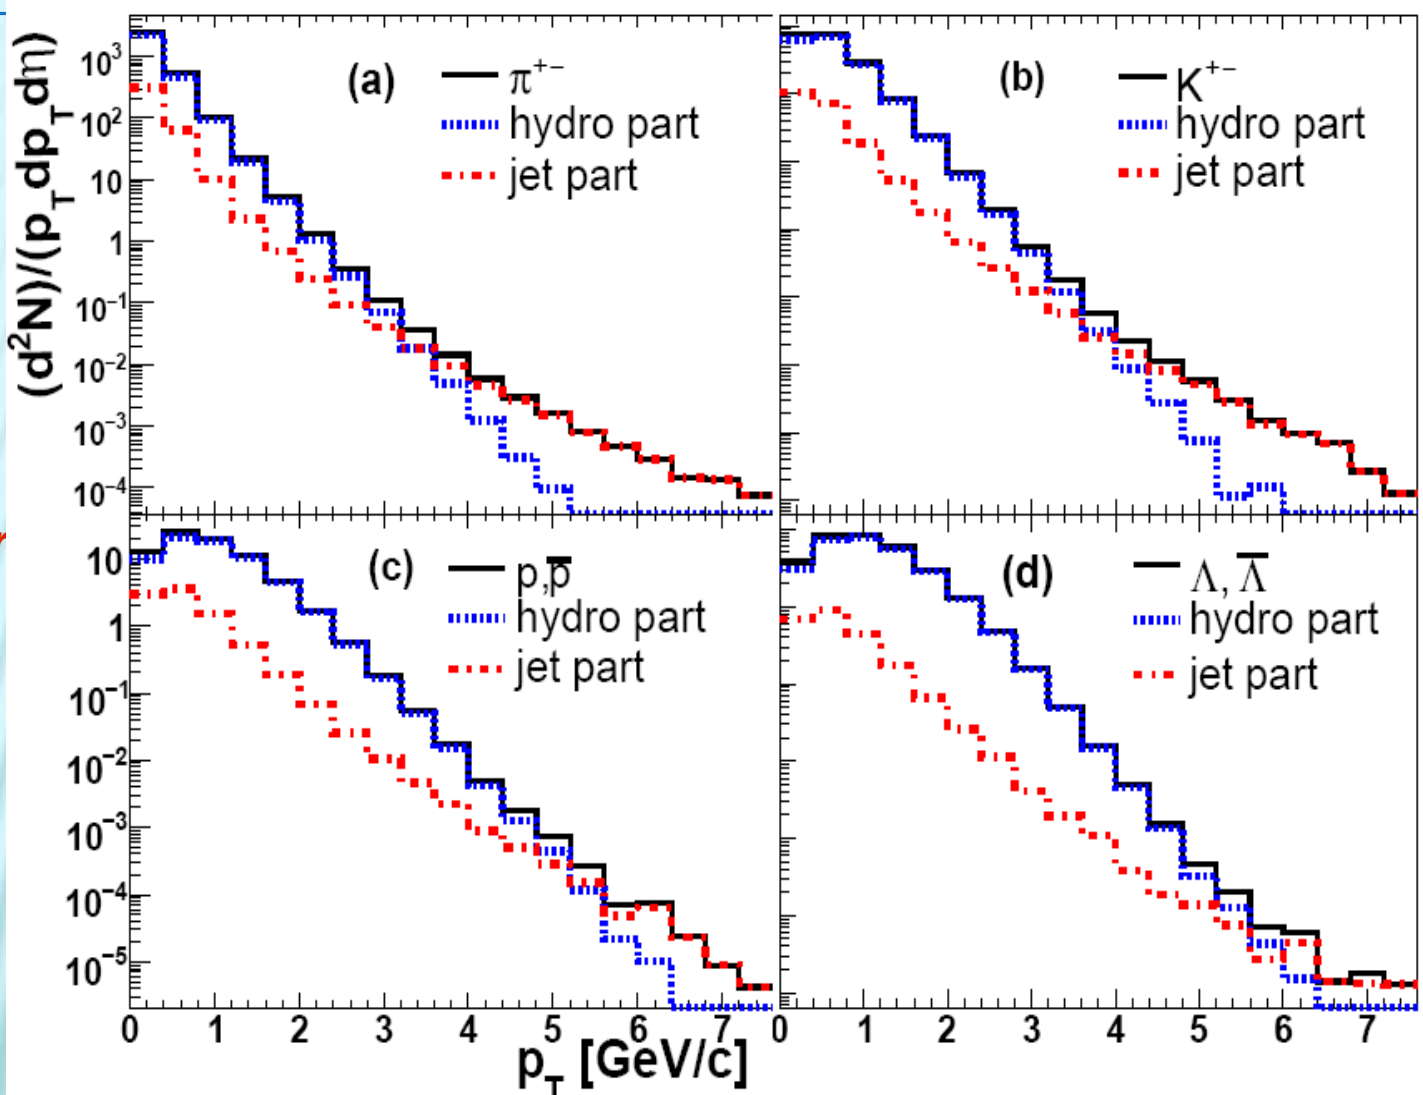 (d²N)/(p_T dp_T dη)
10³
10²
10
1
10⁻¹
10⁻²
10⁻³
10⁻⁴
(a)
π⁺⁻
hydro part
jet part
(b)
K⁺⁻
hydro part
jet part
10
1
10⁻¹
10⁻²
10⁻³
10⁻⁴
10⁻⁵
(c)
p,p̅
hydro part
jet part
(d)
Λ, Λ̅
hydro part
jet part
0 1 2 3 4 5 6 7 0 1 2 3 4 5 6 7
p_T [GeV/c]